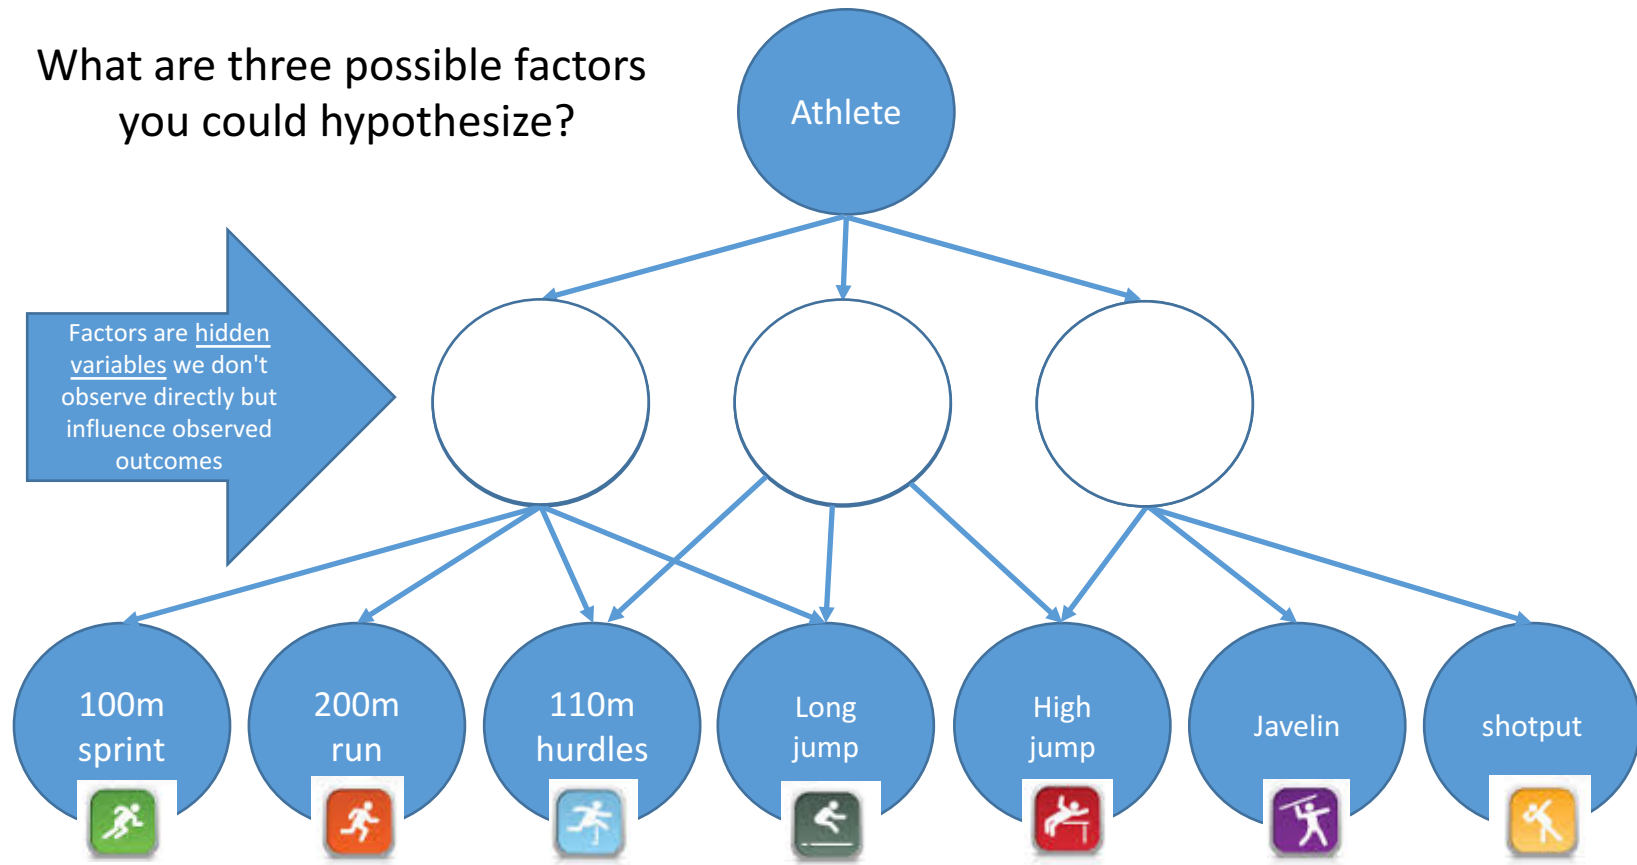 What are three possible factors
you could hypothesize?
Athlete
Factors are hidden
variables we don't
observe directly but
influence observed
outcomes
100m
sprint
200m
run
110m
hurdles
Long
jump
High
jump
Javelin
shotput